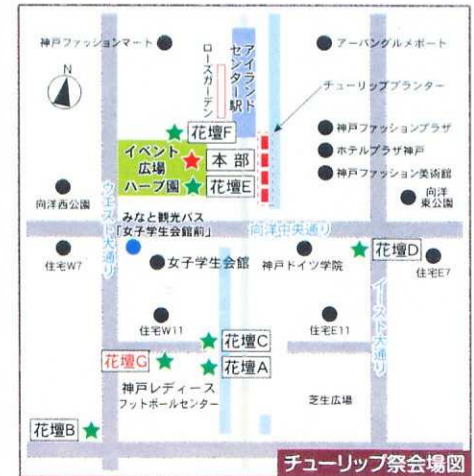 神戸ファッションマート
N
ローズガーデン
アイランド
センター駅
アーバングルメポート
チューリッププランター
花壇F
イベント
広場
ハーブ園
本部
花壇E
神戸ファッションプラザ
ホテルプラザ神戸
神戸ファッション美術館
向洋
東公園
向洋西公園
ウエスト大通り
みなと観光バス
「女子学生会館前」
向洋中央通り
花壇D
住宅W7
女子学生会館
神戸ドイツ学院
住宅E7
イースト大通り
住宅W11
住宅E11
花壇C
花壇G
花壇A
神戸レディース
フットボールセンター
芝生広場
花壇B
チューリップ祭会場図